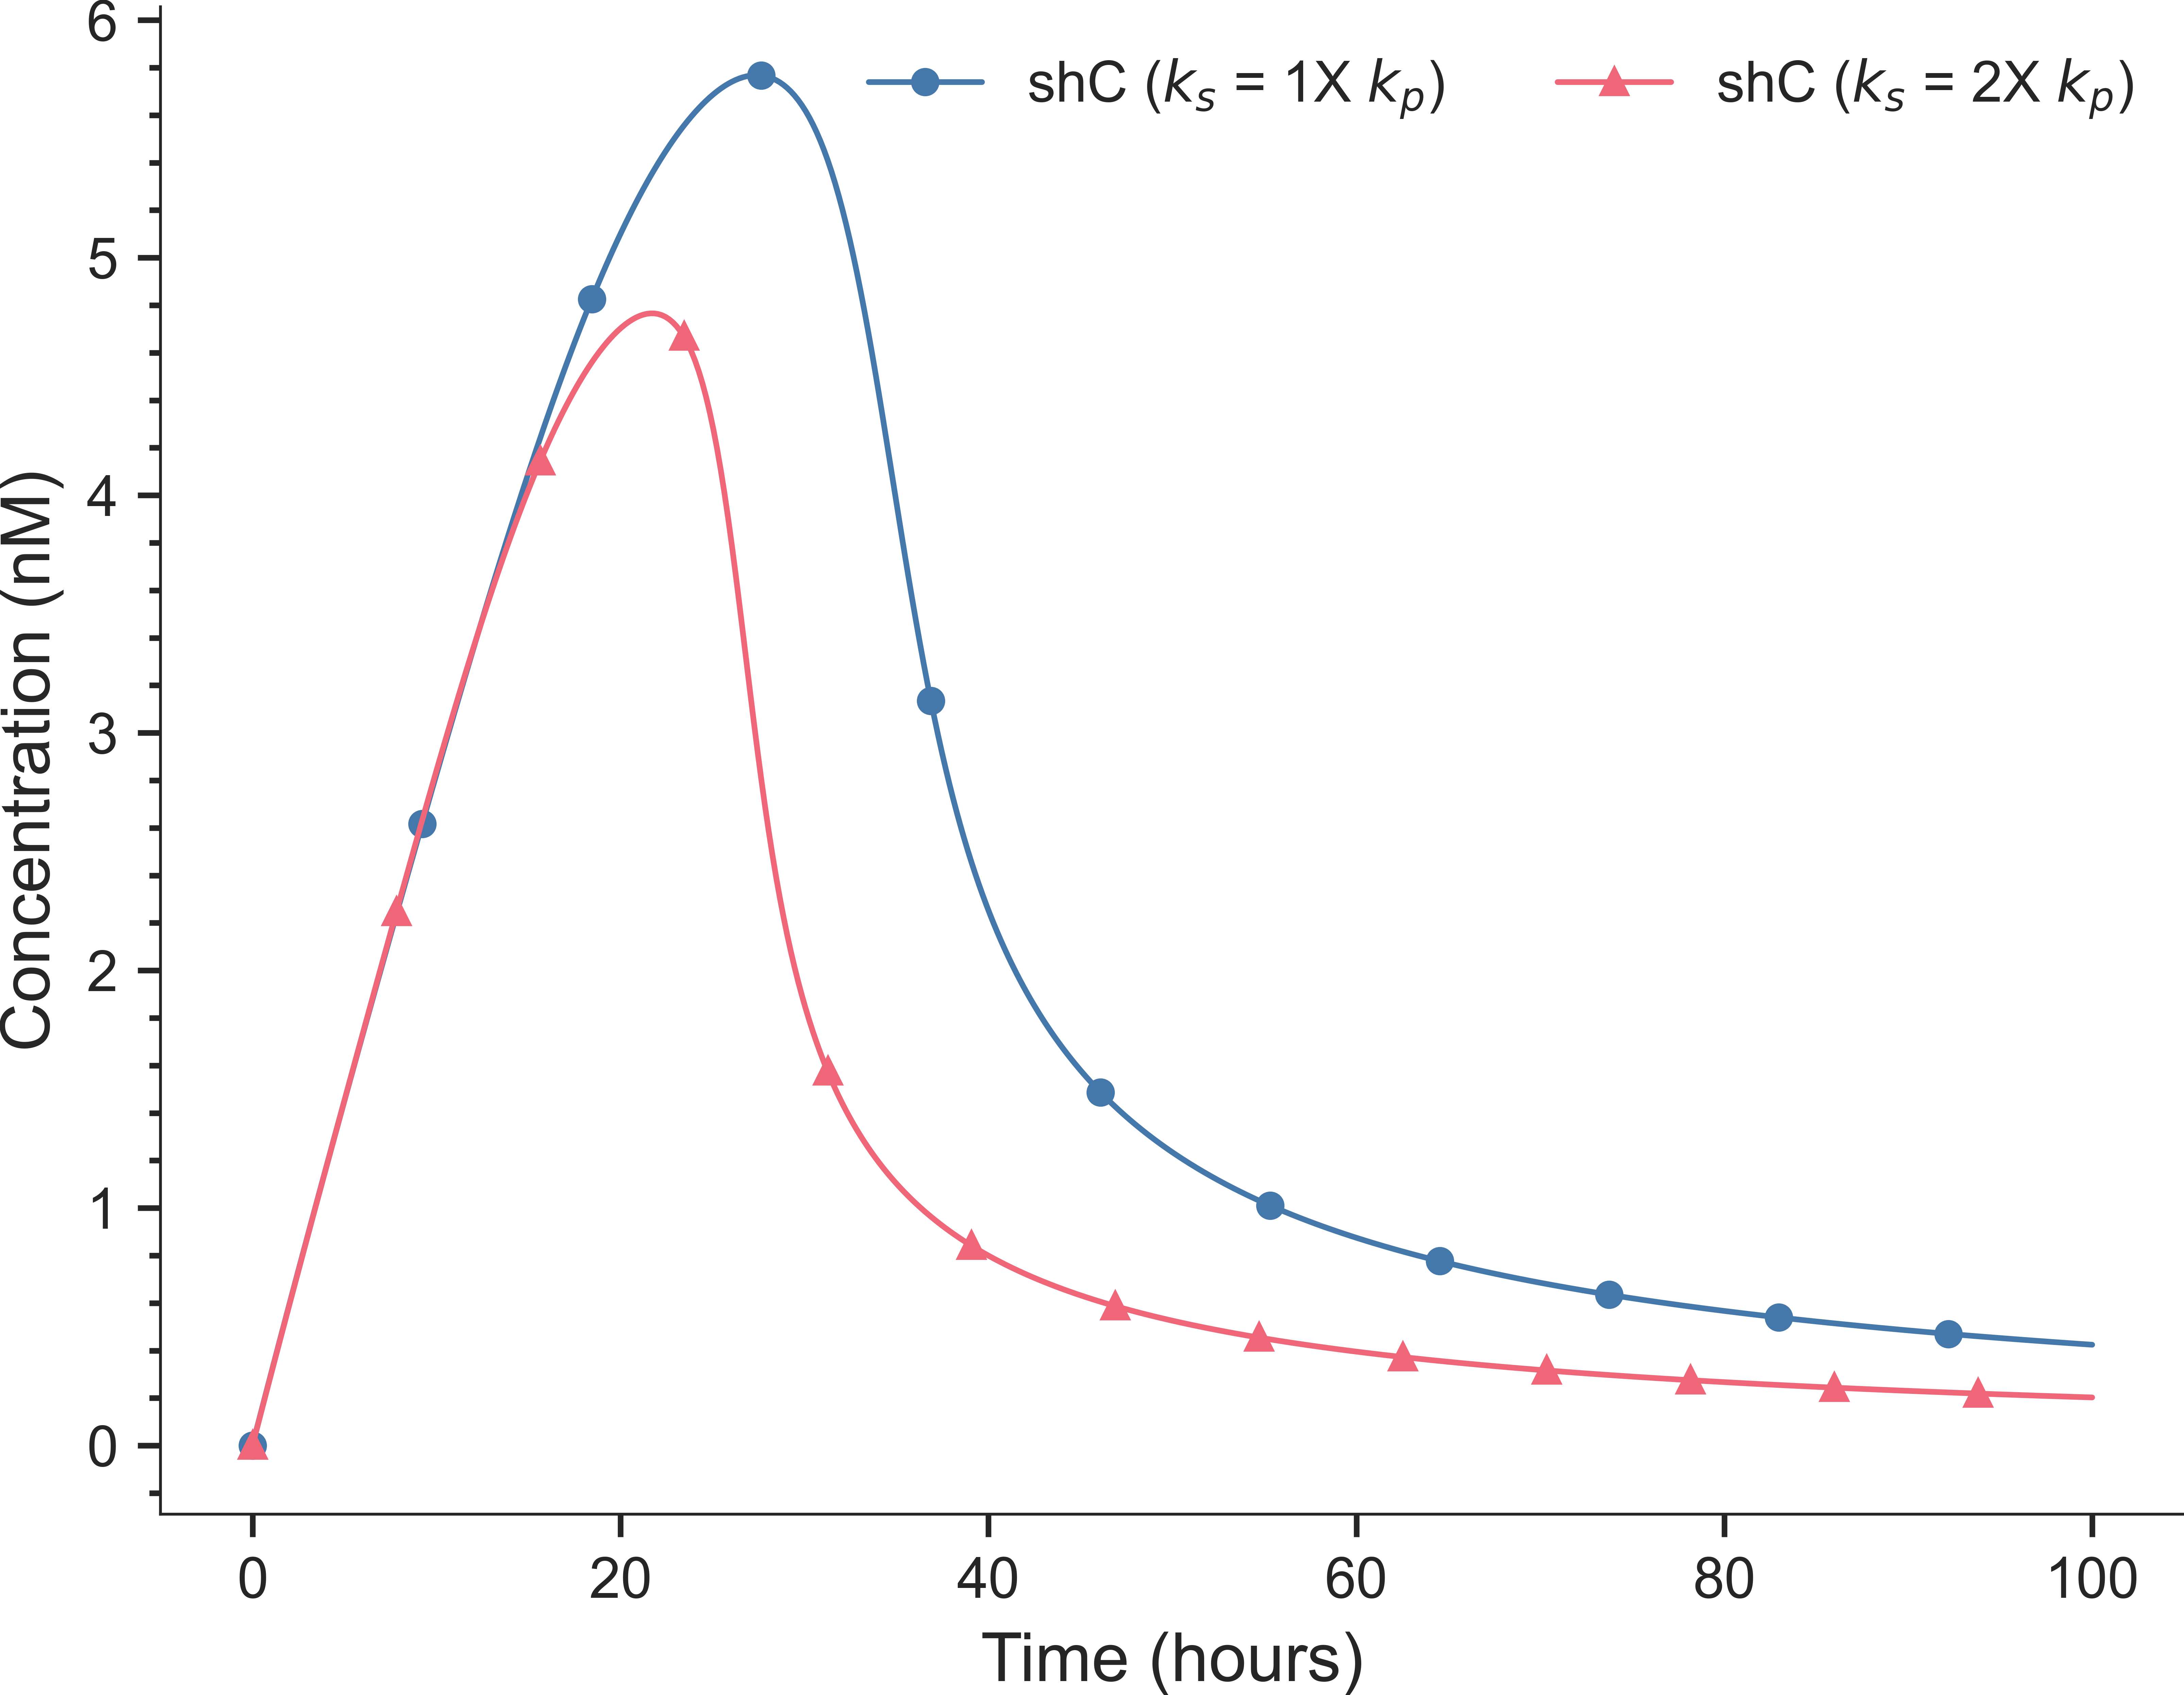 shC (kₛ = 1X kₚ) shC (kₛ = 2X kₚ)
Concentration (nM)
6
5
4
3
2
1
0
0 20 40 60 80 100
Time (hours)